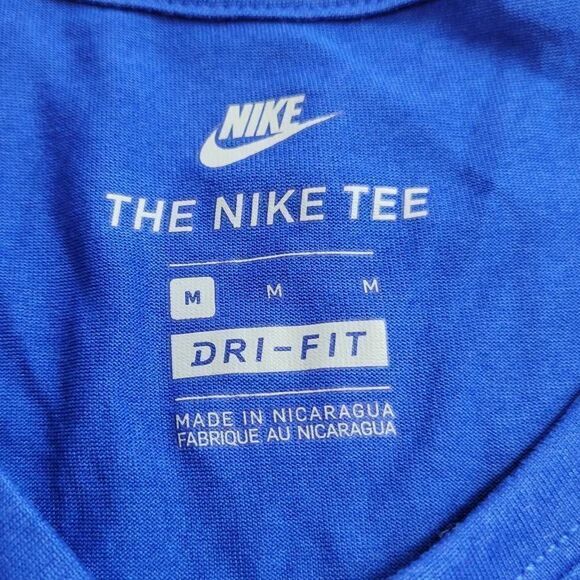 NIKE
THE NIKE TEE
M M M
DRI-FIT
MADE IN NICARAGUA
FABRIQUE AU NICARAGUA